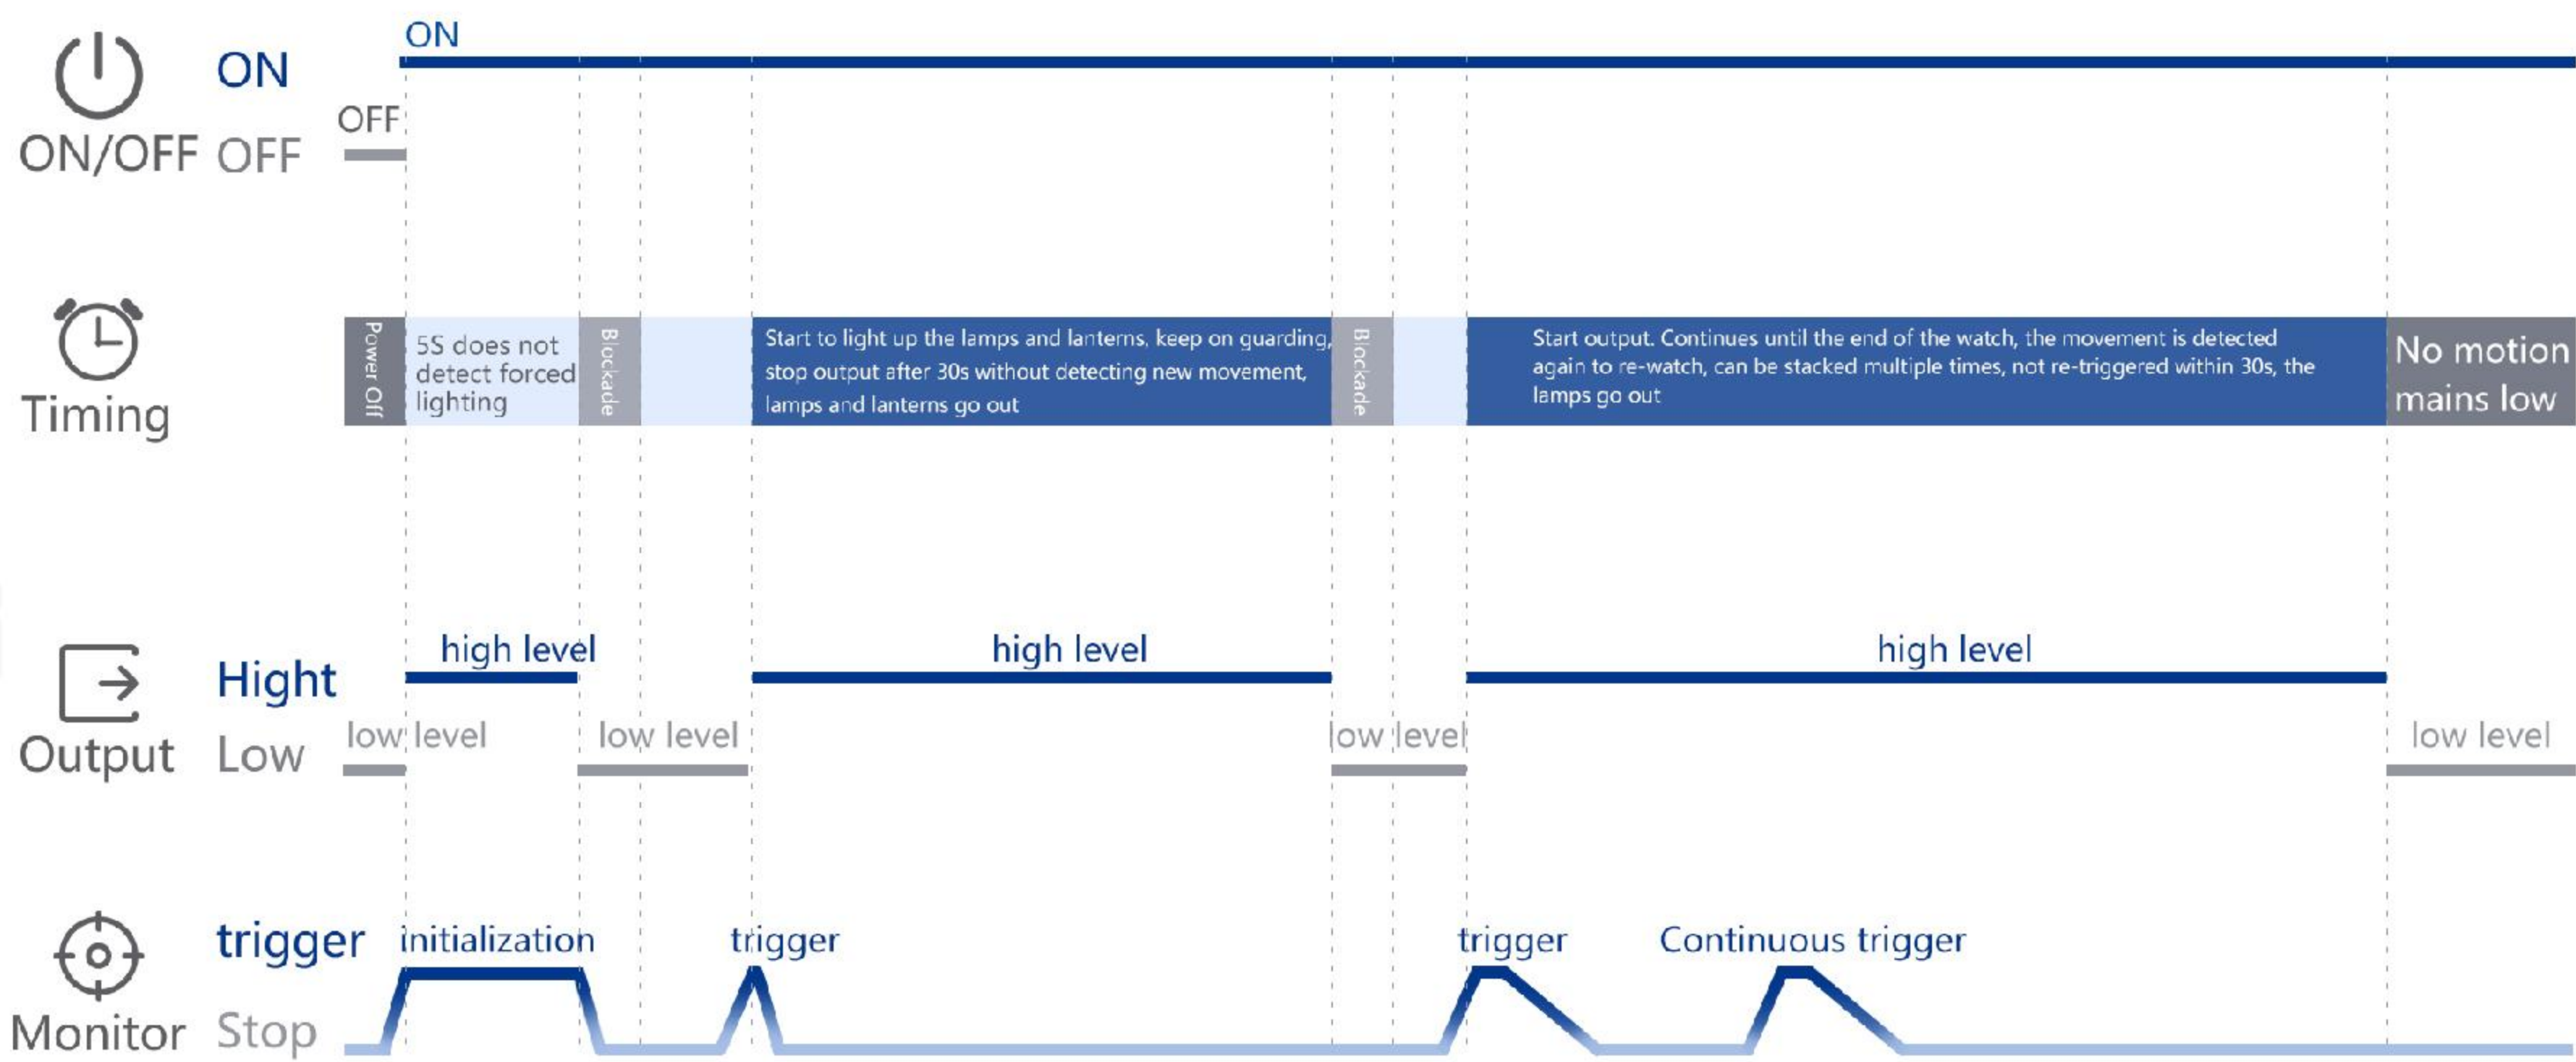 ON
ON
OFF
ON/OFF OFF
Power Off
5S does not
detect forced
lighting
Blockade
Start to light up the lamps and lanterns, keep on guarding,
stop output after 30s without detecting new movement,
lamps and lanterns go out
Blockade
Start output. Continues until the end of the watch, the movement is detected
again to re-watch, can be stacked multiple times, not re-triggered within 30s, the
lamps go out
No motion
mains low
Timing
high level
high level
high level
Hight
low level
low level
low level
low level
Output Low
trigger
initialization
trigger
trigger
Continuous trigger
Monitor Stop